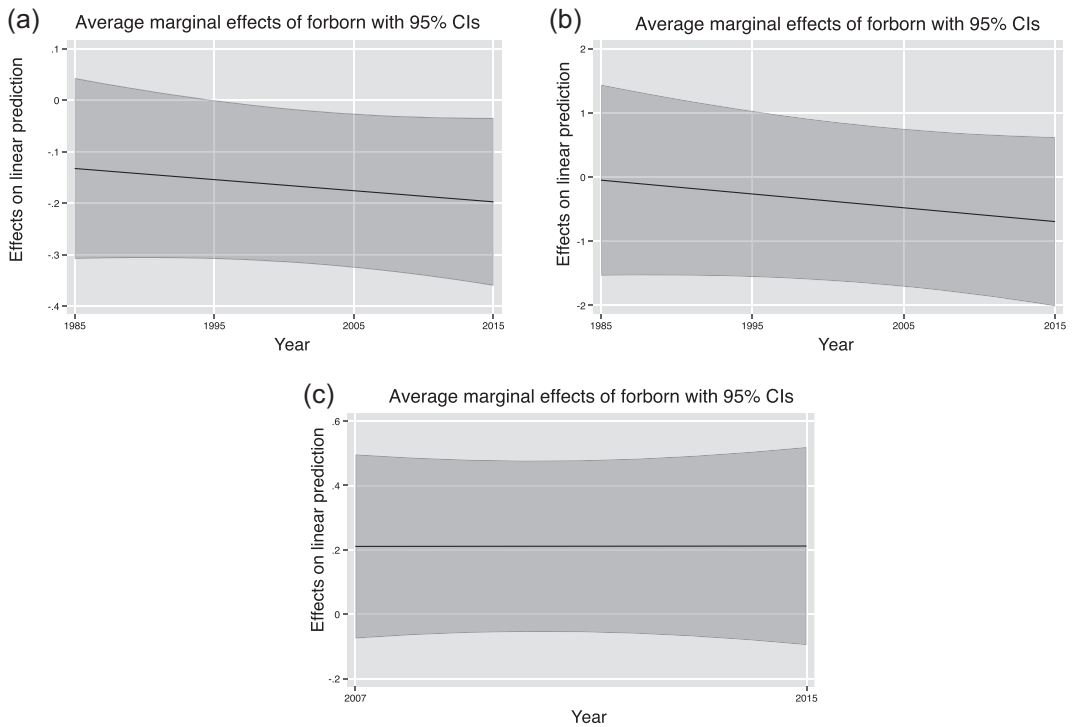 (a) Average marginal effects of forborn with 95% CIs
Effects on linear prediction
.1
0
-.1
-.2
-.3
-.4
1985 1995 2005 2015
Year
(b) Average marginal effects of forborn with 95% CIs
Effects on linear prediction
2
1
0
-1
-2
1985 1995 2005 2015
Year
(c) Average marginal effects of forborn with 95% CIs
Effects on linear prediction
.6
.4
.2
0
-.2
2007 2015
Year